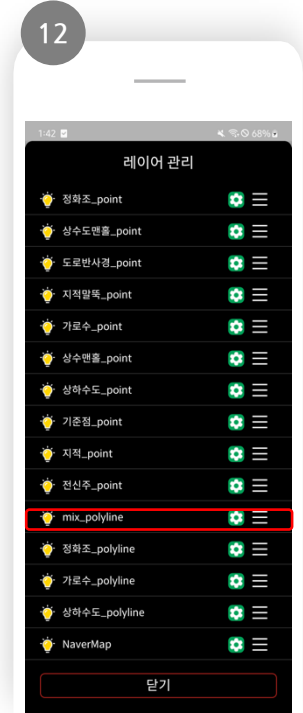 12
1:42
68%
레이어 관리
정화조_point
상수도맨홀_point
도로반사경_point
지적말뚝_point
가로수_point
상수맨홀_point
상하수도_point
기준점_point
지적_point
전신주_point
mix_polyline
정화조_polyline
가로수_polyline
상하수도_polyline
NaverMap
닫기